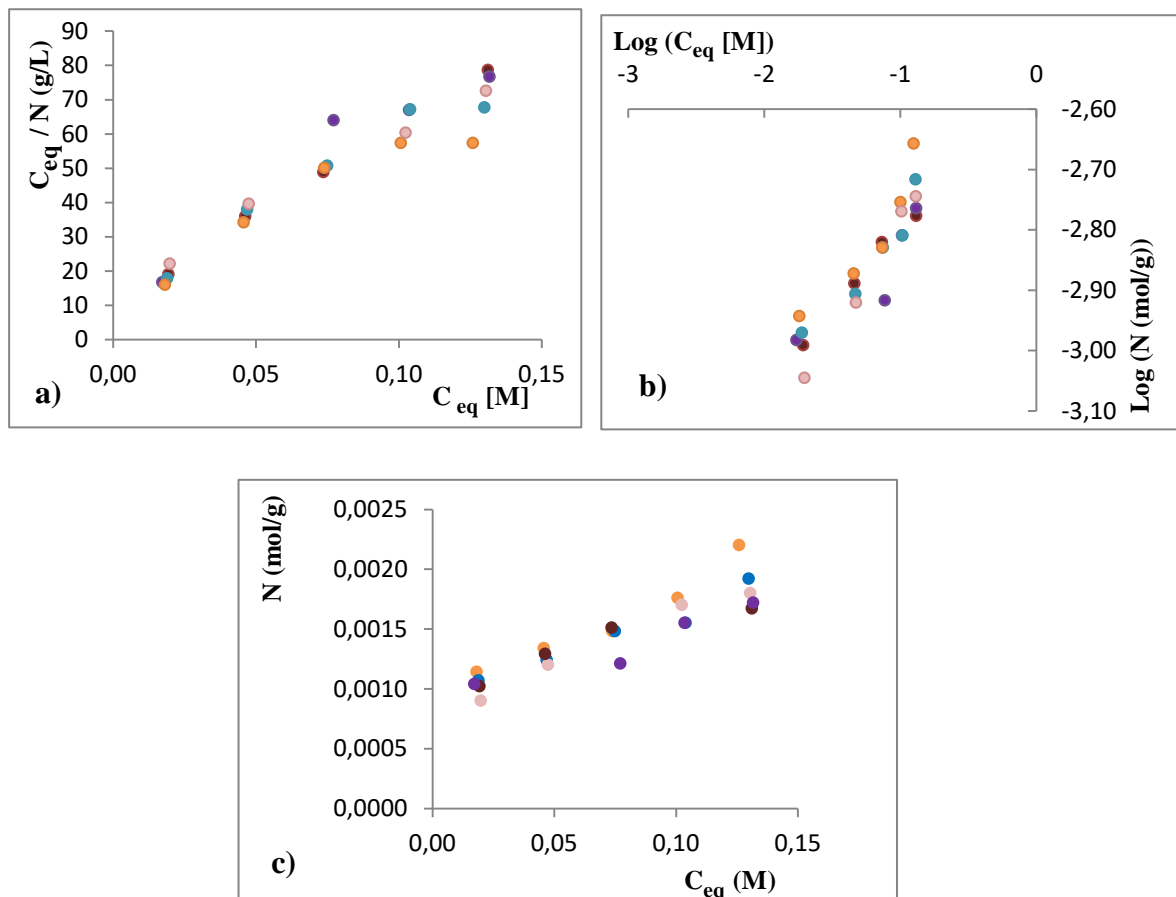 C_eq / N (g/L)
90
80
70
60
50
40
30
20
10
0
0,00 0,05 0,10 0,15
a)
C eq [M]
Log (C_eq [M])
-3 -2 -1 0
-2,60
-2,70
-2,80
-2,90
-3,00
-3,10
b)
Log (N (mol/g))
N (mol/g)
0,0025
0,0020
0,0015
0,0010
0,0005
0,0000
0,00 0,05 0,10 0,15
c)
C_eq (M)